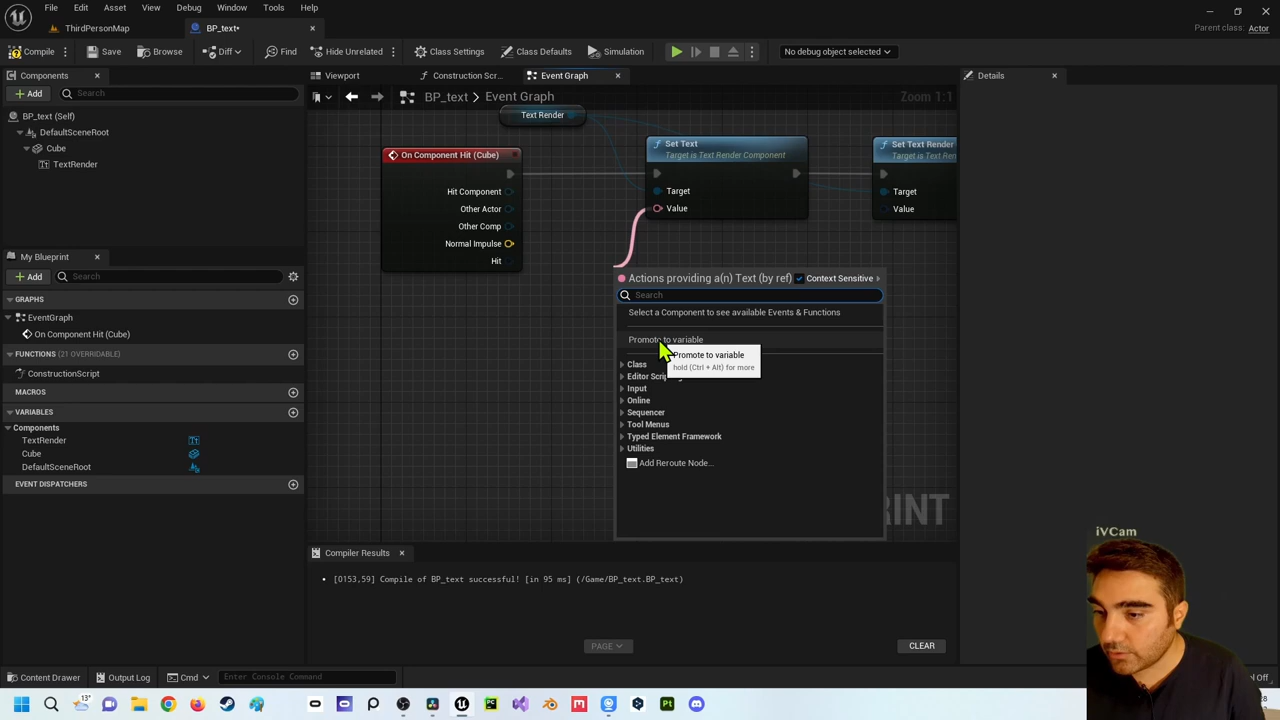 File Edit Asset View Debug Window Tools Help
ThirdPersonMap
BP_text*
Parent class: Actor
Compile
Save
Browse
Diff
Find
Hide Unrelated
Class Settings
Class Defaults
Simulation
No debug object selected
Components
Viewport
Construction Scr...
Event Graph
Details
Add
Search
BP_text > Event Graph
Zoom 1:1
BP_text (Self)
DefaultSceneRoot
Cube
TextRender
Text Render
On Component Hit (Cube)
Hit Component
Other Actor
Other Comp
Normal Impulse
Hit
Set Text
Target is Text Render Component
Target
Value
Set Text Render
Target is Text Ren
Target
Value
My Blueprint
Add
Search
GRAPHS
EventGraph
On Component Hit (Cube)
FUNCTIONS (21 OVERRIDABLE)
ConstructionScript
MACROS
VARIABLES
Components
TextRender
Cube
DefaultSceneRoot
EVENT DISPATCHERS
Actions providing a(n) Text (by ref)
Context Sensitive
Search
Select a Component to see available Events & Functions
Promote to variable
Promote to variable
hold (Ctrl + Alt) for more
Class
Editor Scrip
Input
Online
Sequencer
Tool Menus
Typed Element Framework
Utilities
Add Reroute Node...
RINT
iVCam
Compiler Results
[0153,59] Compile of BP_text successful! [in 95 ms] (/Game/BP_text.BP_text)
PAGE
CLEAR
Content Drawer
Output Log
Cmd
Enter Console Command
13°